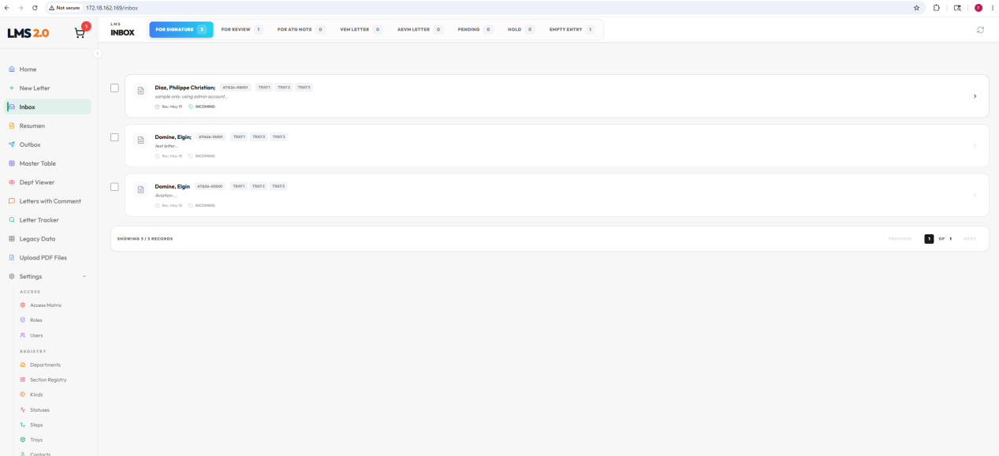 Not secure
172.18.162.169/inbox
LMS 2.0
1
LMS
INBOX
FOR SIGNATURE 3
FOR REVIEW 1
FOR ATG NOTE 0
VEM LETTER 0
AEVM LETTER 0
PENDING 0
HOLD 0
EMPTY ENTRY 1
Home
New Letter
Inbox
Resumen
Outbox
Master Table
Dept Viewer
Letters with Comment
Letter Tracker
Legacy Data
Upload PDF Files
Settings
ACCESS
Access Matrix
Roles
Users
REGISTRY
Departments
Section Registry
Kinds
Statuses
Steps
Trays
Contacts
Diaz, Philippe Christian; ATG26-05001 TRAY1 TRAY2 TRAY3
sample only: using admin account...
Rec: May 19 INCOMING
Domine, Elgin; ATG26-15001 TRAY1 TRAY2 TRAY3
test letter...
Rec: May 18 INCOMING
Domine, Elgin ATG26-05001 TRAY1 TRAY2 TRAY3
Aviation ...
Rec: May 18 INCOMING
SHOWING 3 / 3 RECORDS
PREVIOUS 1 OF 1 NEXT